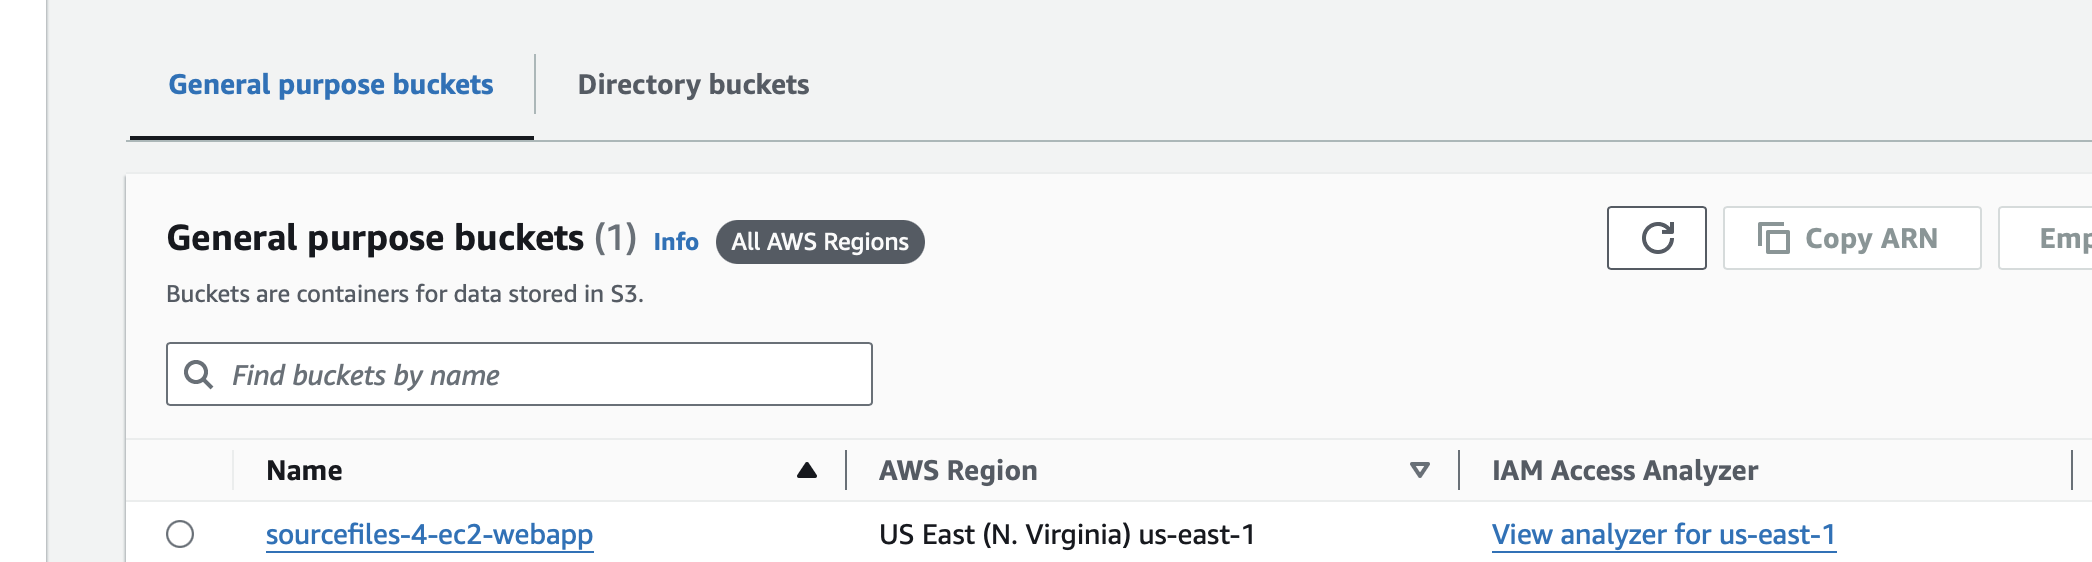 General purpose buckets Directory buckets
General purpose buckets (1) Info All AWS Regions Copy ARN
Buckets are containers for data stored in S3.
Find buckets by name
Name AWS Region IAM Access Analyzer
sourcefiles-4-ec2-webapp US East (N. Virginia) us-east-1 View analyzer for us-east-1